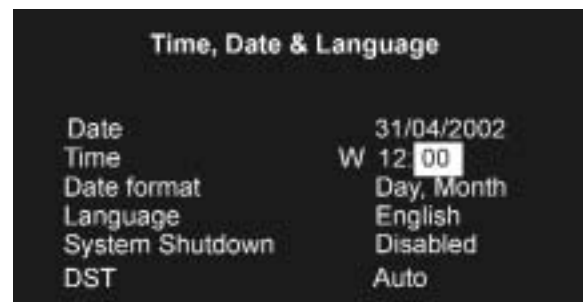 Time, Date & Language
Date 31/04/2002
Time W 12:00
Date format Day, Month
Language English
System Shutdown Disabled
DST Auto